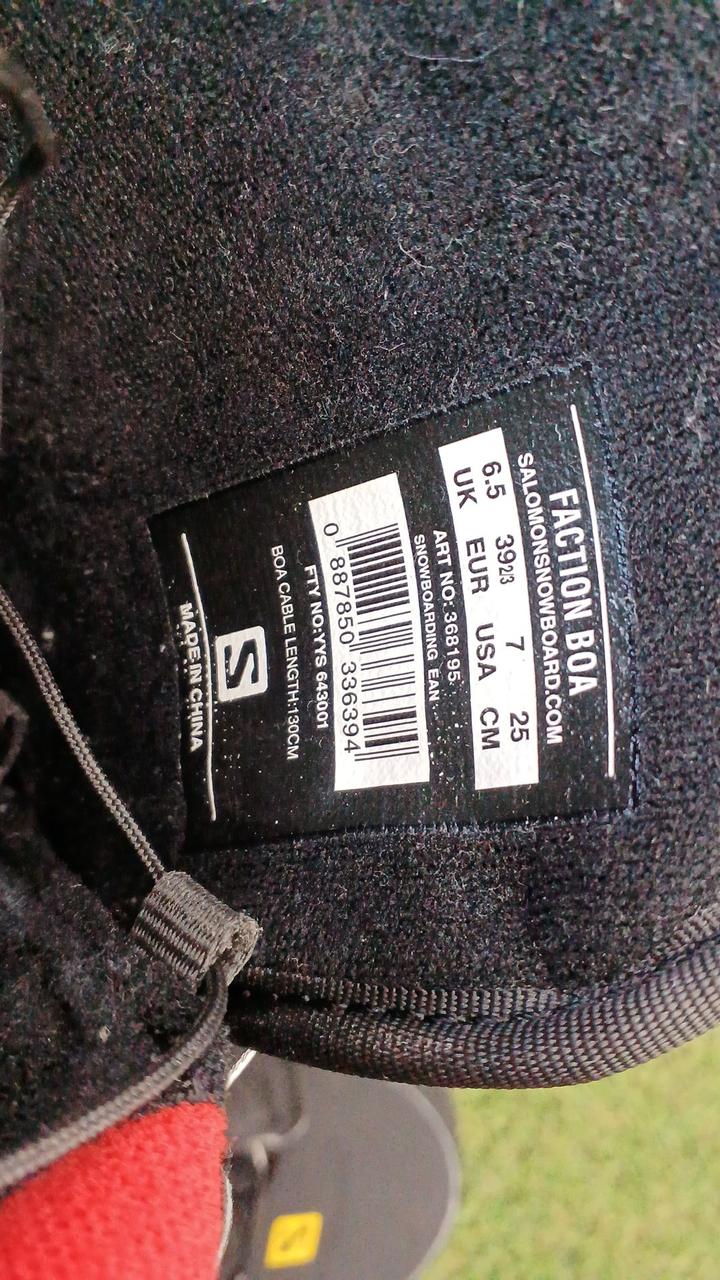 FACTION BOA
SALOMONSNOWBOARD.COM
6.5 39 2/3 7 25
UK EUR USA CM
ART NO: 368195
SNOWBOARDING EAN
0 887850 336394
FTY NO:YYS 643001
BOA CABLE LENGTH:130CM
S
MADE IN CHINA
S